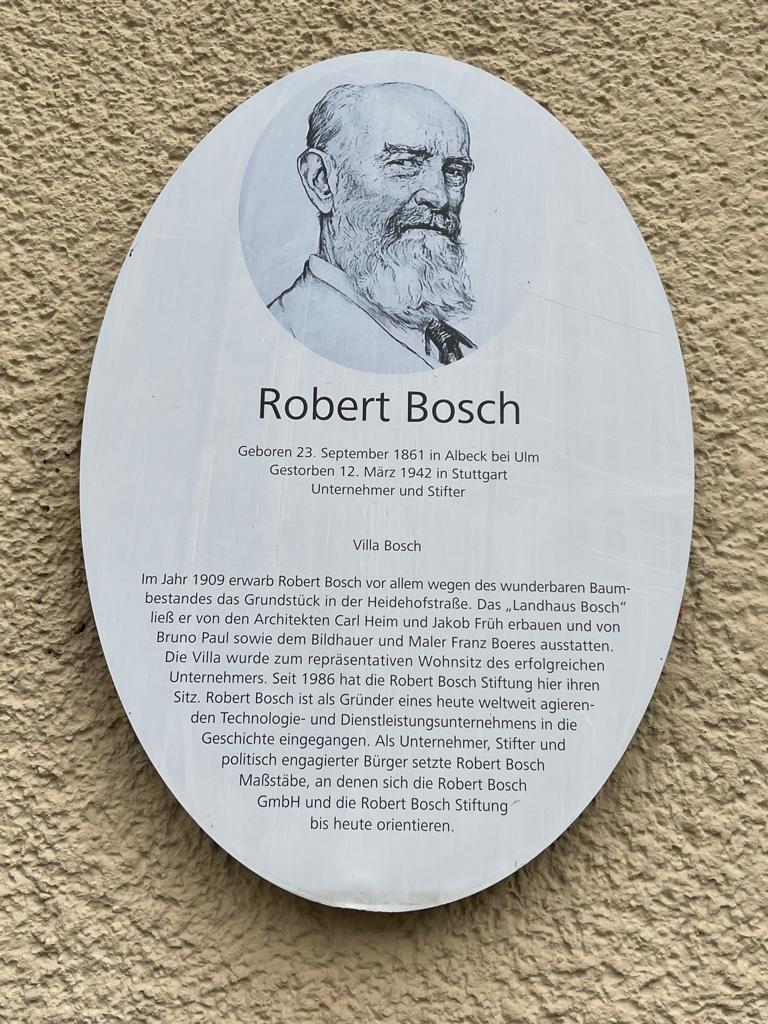 Robert Bosch
Geboren 23. September 1861 in Albeck bei Ulm
Gestorben 12. März 1942 in Stuttgart
Unternehmer und Stifter
Villa Bosch
Im Jahr 1909 erwarb Robert Bosch vor allem wegen des wunderbaren Baum-
bestandes das Grundstück in der Heidehofstraße. Das „Landhaus Bosch“
ließ er von den Architekten Carl Heim und Jakob Früh erbauen und von
Bruno Paul sowie dem Bildhauer und Maler Franz Boeres ausstatten.
Die Villa wurde zum repräsentativen Wohnsitz des erfolgreichen
Unternehmers. Seit 1986 hat die Robert Bosch Stiftung hier ihren
Sitz. Robert Bosch ist als Gründer eines heute weltweit agieren-
den Technologie- und Dienstleistungsunternehmens in die
Geschichte eingegangen. Als Unternehmer, Stifter und
politisch engagierter Bürger setzte Robert Bosch
Maßstäbe, an denen sich die Robert Bosch
GmbH und die Robert Bosch Stiftung
bis heute orientieren.